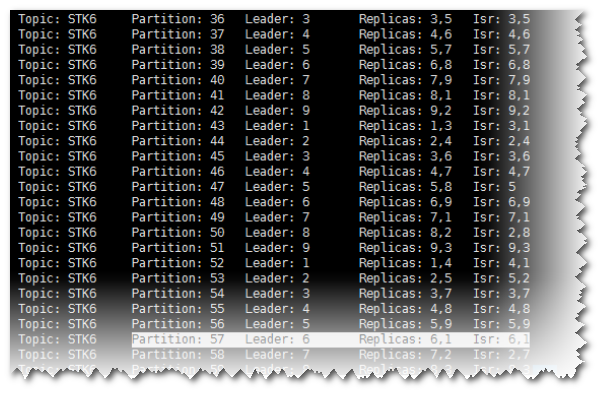 Topic: STK6 Partition: 36 Leader: 3 Replicas: 3,5 Isr: 3,5
Topic: STK6 Partition: 37 Leader: 4 Replicas: 4,6 Isr: 4,6
Topic: STK6 Partition: 38 Leader: 5 Replicas: 5,7 Isr: 5,7
Topic: STK6 Partition: 39 Leader: 6 Replicas: 6,8 Isr: 6,8
Topic: STK6 Partition: 40 Leader: 7 Replicas: 7,9 Isr: 7,9
Topic: STK6 Partition: 41 Leader: 8 Replicas: 8,1 Isr: 8,1
Topic: STK6 Partition: 42 Leader: 9 Replicas: 9,2 Isr: 9,2
Topic: STK6 Partition: 43 Leader: 1 Replicas: 1,3 Isr: 3,1
Topic: STK6 Partition: 44 Leader: 2 Replicas: 2,4 Isr: 2,4
Topic: STK6 Partition: 45 Leader: 3 Replicas: 3,6 Isr: 3,6
Topic: STK6 Partition: 46 Leader: 4 Replicas: 4,7 Isr: 4,7
Topic: STK6 Partition: 47 Leader: 5 Replicas: 5,8 Isr: 5
Topic: STK6 Partition: 48 Leader: 6 Replicas: 6,9 Isr: 6,9
Topic: STK6 Partition: 49 Leader: 7 Replicas: 7,1 Isr: 7,1
Topic: STK6 Partition: 50 Leader: 8 Replicas: 8,2 Isr: 2,8
Topic: STK6 Partition: 51 Leader: 9 Replicas: 9,3 Isr: 9,3
Topic: STK6 Partition: 52 Leader: 1 Replicas: 1,4 Isr: 4,1
Topic: STK6 Partition: 53 Leader: 2 Replicas: 2,5 Isr: 5,2
Topic: STK6 Partition: 54 Leader: 3 Replicas: 3,7 Isr: 3,7
Topic: STK6 Partition: 55 Leader: 4 Replicas: 4,8 Isr: 4,8
Topic: STK6 Partition: 56 Leader: 5 Replicas: 5,9 Isr: 5,9
Topic: STK6 Partition: 57 Leader: 6 Replicas: 6,1 Isr: 6,1
Topic: STK6 Partition: 58 Leader: 7 Replicas: 7,2 Isr: 2,7